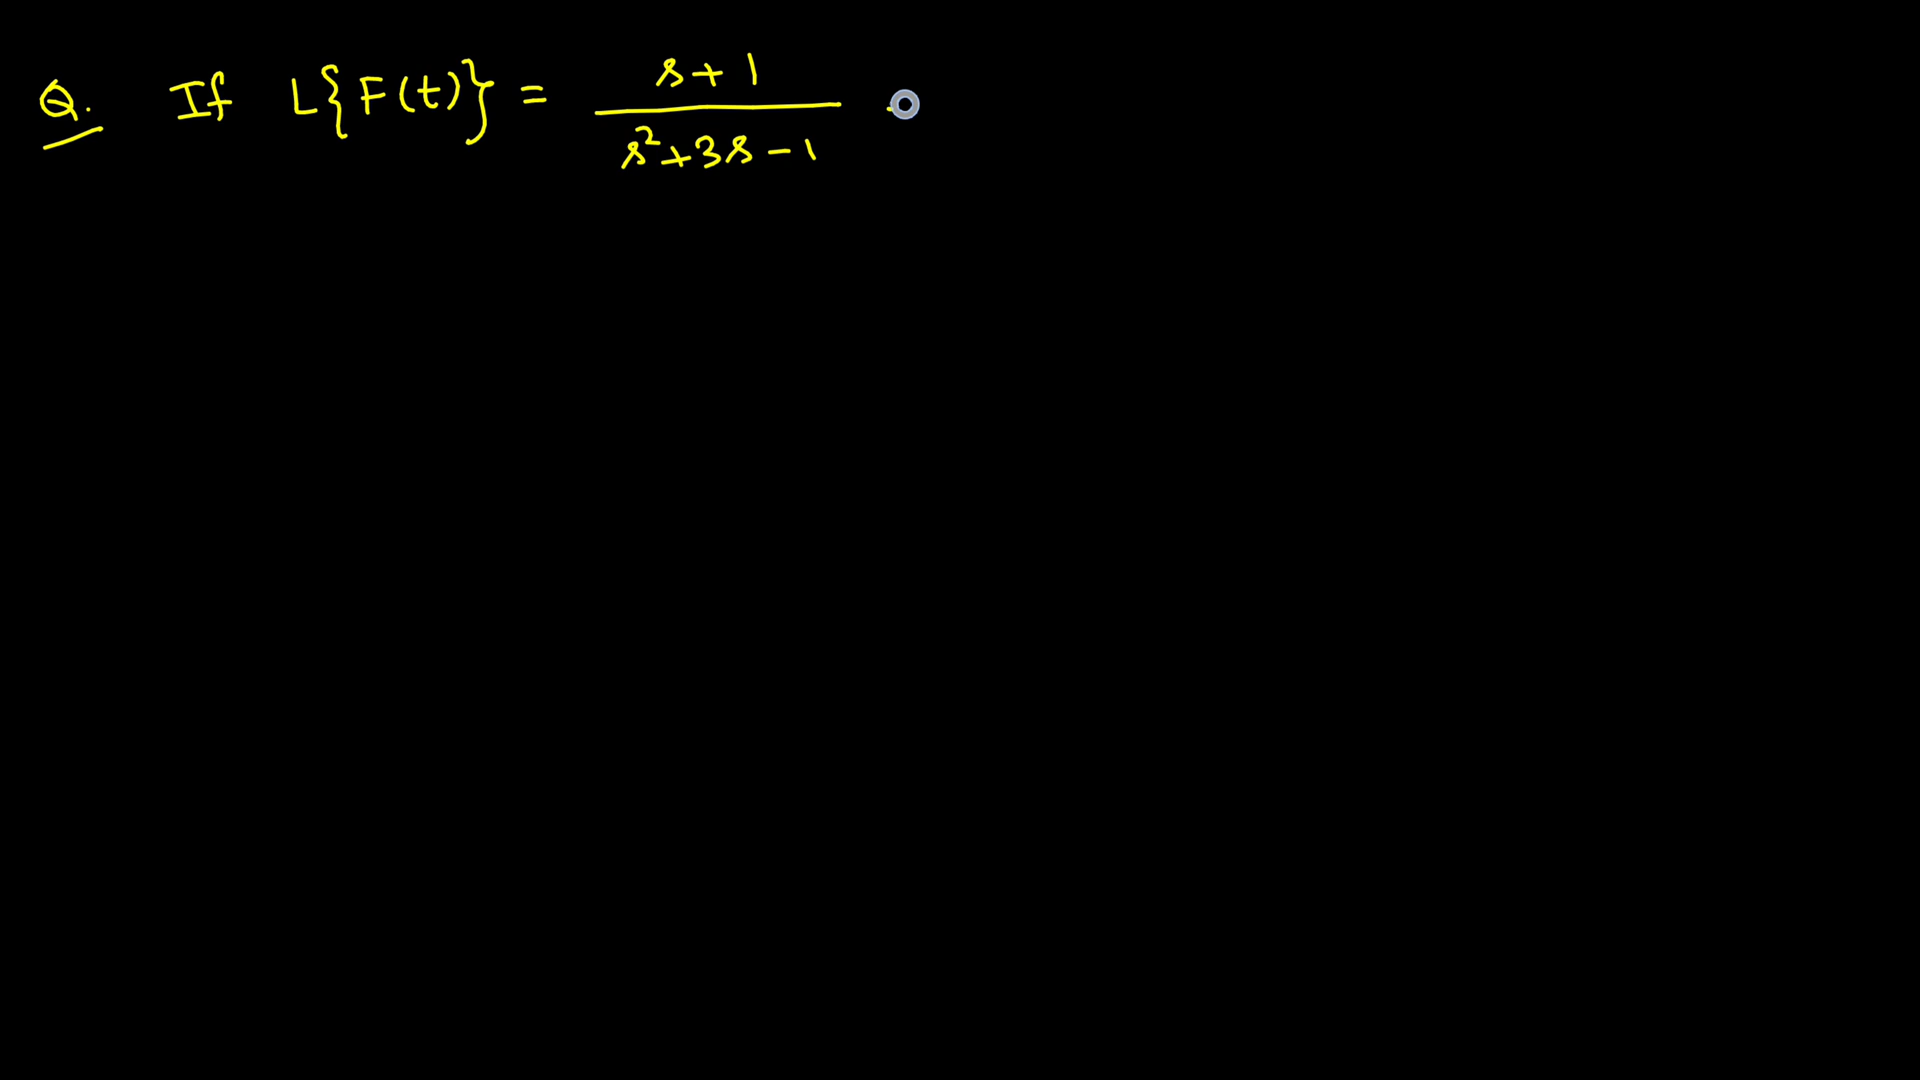 Q. If L{F(t)} = (s+1)/(s²+3s-1)